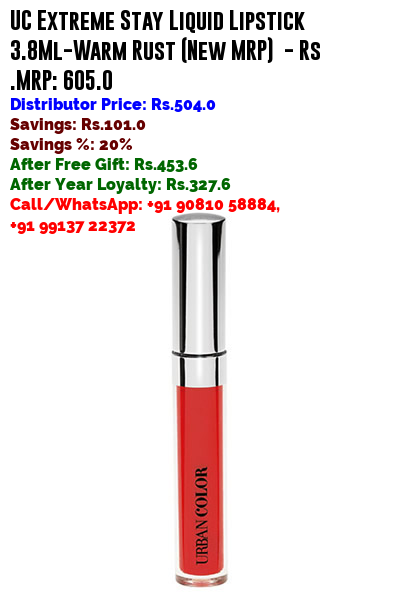 UC Extreme Stay Liquid Lipstick
3.8Ml-Warm Rust (New MRP) - Rs
.MRP: 605.0
Distributor Price: Rs.504.0
Savings: Rs.101.0
Savings %: 20%
After Free Gift: Rs.453.6
After Year Loyalty: Rs.327.6
Call/WhatsApp: +91 90810 58884,
+91 99137 22372
URBAN COLOR